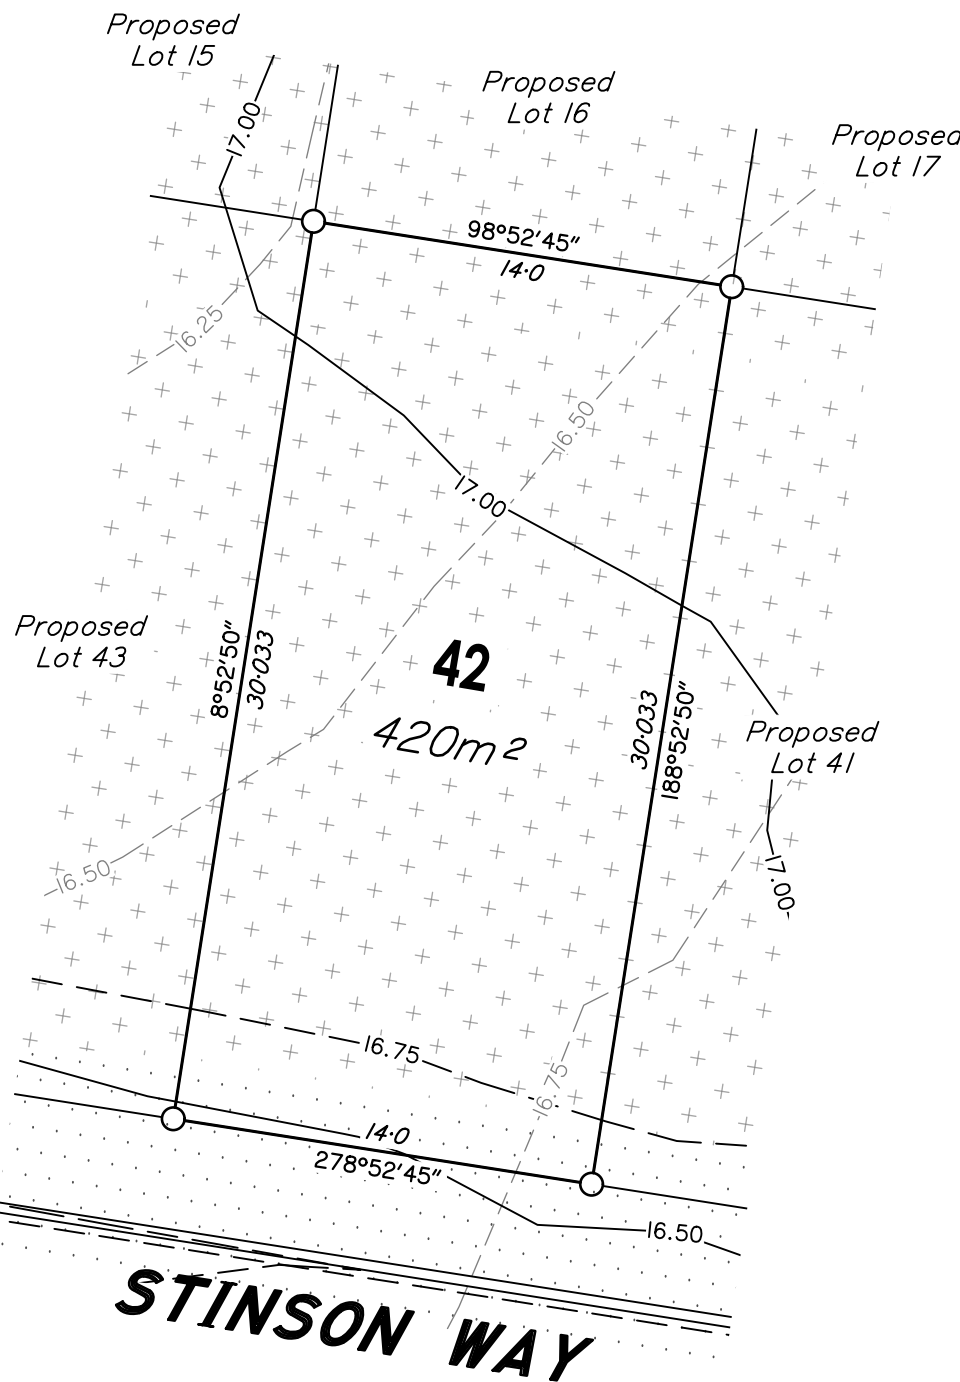 Proposed
Lot 15
Proposed
Lot 16
Proposed
Lot 17
17.00
98°52'45"
14·0
16.25
16.50
17.00
Proposed
Lot 43
8°52'50"
30·033
42
420m²
30·033
188°52'50"
Proposed
Lot 41
16.50
17.00
16.75
16.75
14·0
278°52'45"
16.50
STINSON WAY